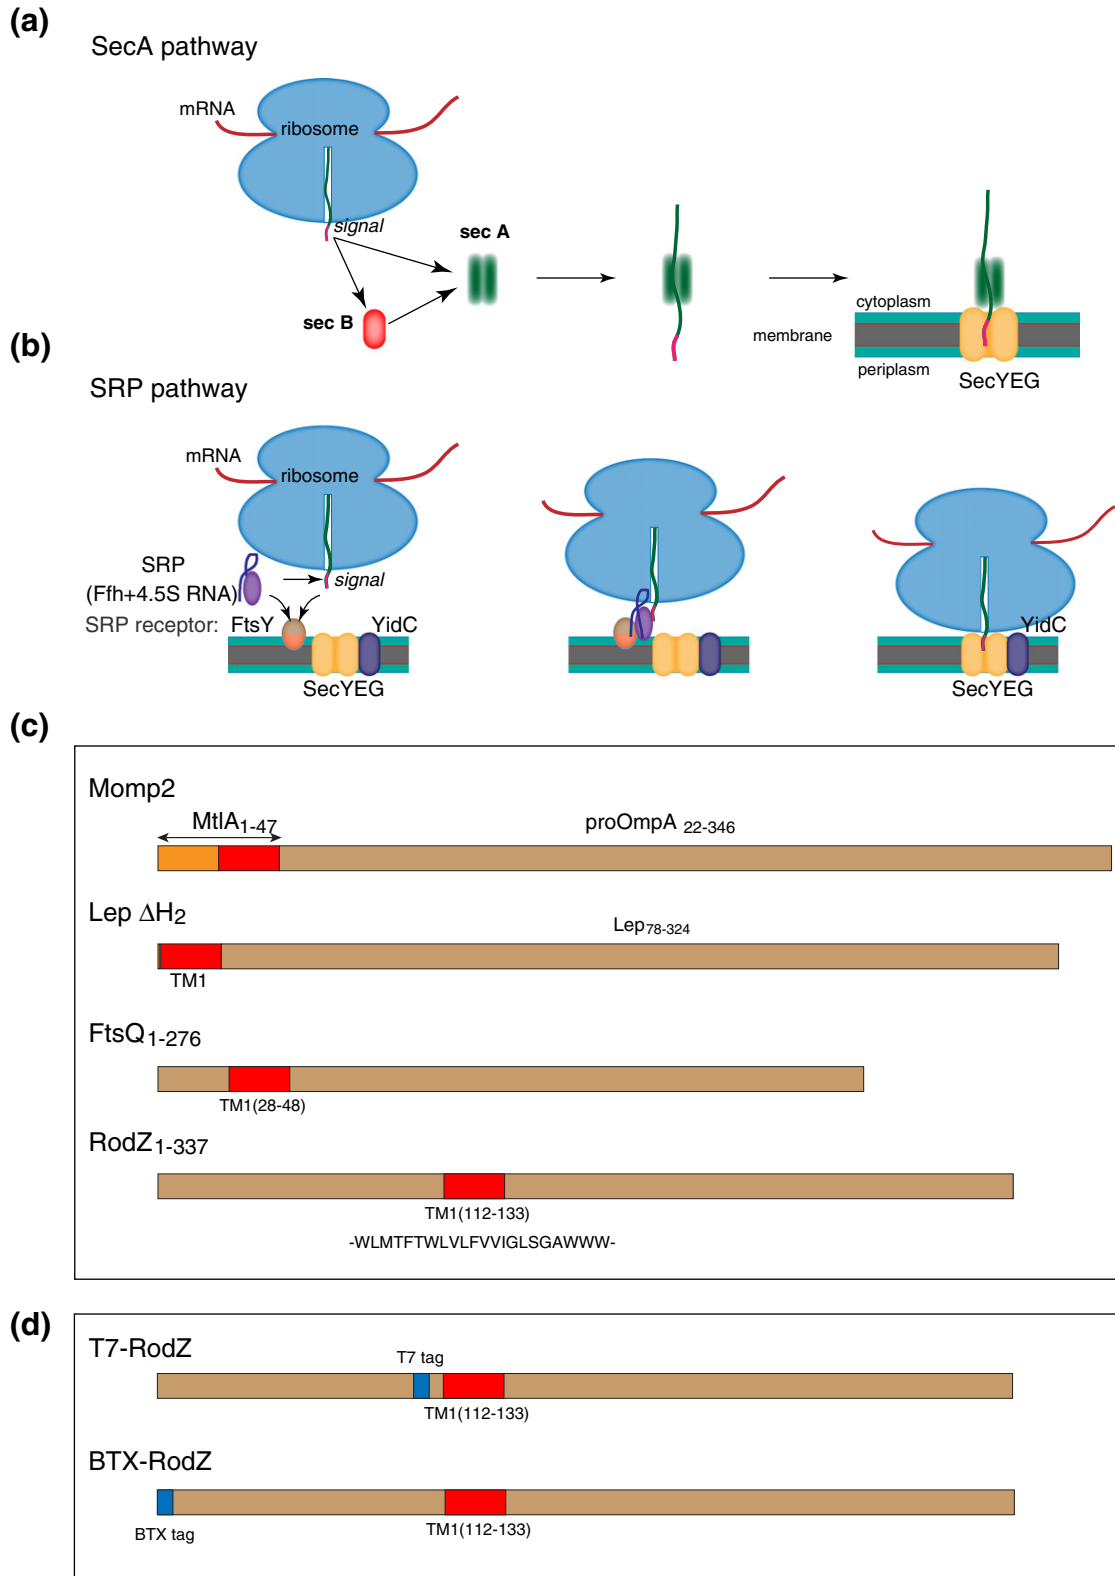 (a)
SecA pathway
mRNA
ribosome
signal
sec A
sec B
cytoplasm
membrane
periplasm
SecYEG
(b)
SRP pathway
mRNA
ribosome
SRP
(Ffh+4.5S RNA)
signal
SRP receptor: FtsY
YidC
SecYEG
YidC
SecYEG
(c)
Momp2
MtlA1-47
proOmpA 22-346
Lep ΔH2
Lep78-324
TM1
FtsQ1-276
TM1(28-48)
RodZ1-337
TM1(112-133)
-WLMTFTWLVLFVVIGLSGAWWW-
(d)
T7-RodZ
T7 tag
TM1(112-133)
BTX-RodZ
BTX tag
TM1(112-133)